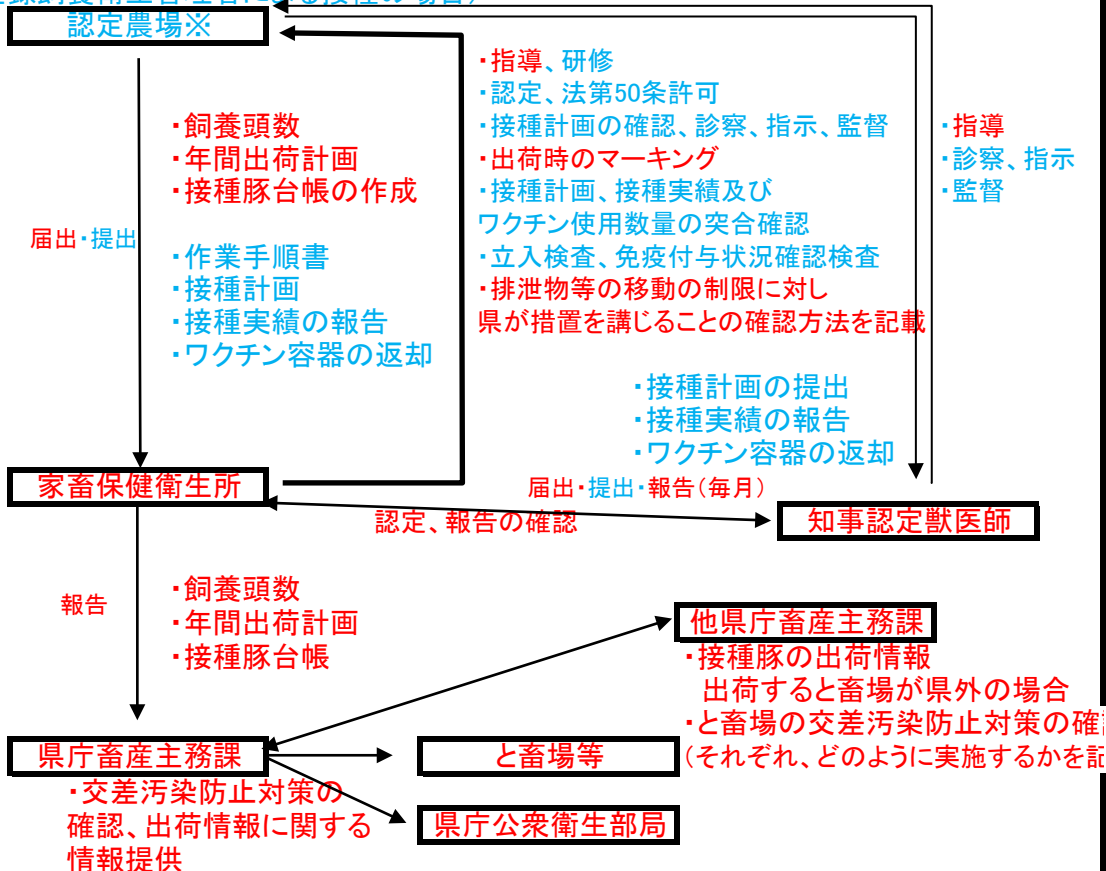 認定農場※
・指導、研修
・認定、法第50条許可
・接種計画の確認、診察、指示、監督
・出荷時のマーキング
・接種計画、接種実績及び
ワクチン使用数量の突合確認
・立入検査、免疫付与状況確認検査
・排泄物等の移動の制限に対し
県が措置を講じることの確認方法を記載
・指導
・診察、指示
・監督
・飼養頭数
・年間出荷計画
・接種豚台帳の作成
届出・提出
・作業手順書
・接種計画
・接種実績の報告
・ワクチン容器の返却
・接種計画の提出
・接種実績の報告
・ワクチン容器の返却
家畜保健衛生所
届出・提出・報告（毎月）
認定、報告の確認
知事認定獣医師
報告
・飼養頭数
・年間出荷計画
・接種豚台帳
他県庁畜産主務課
・接種豚の出荷情報
出荷すると畜場が県外の場合
・と畜場の交差汚染防止対策の確
（それぞれ、どのように実施するかを
県庁畜産主務課
と畜場等
・交差汚染防止対策の
確認、出荷情報に関する
情報提供
県庁公衆衛生部局